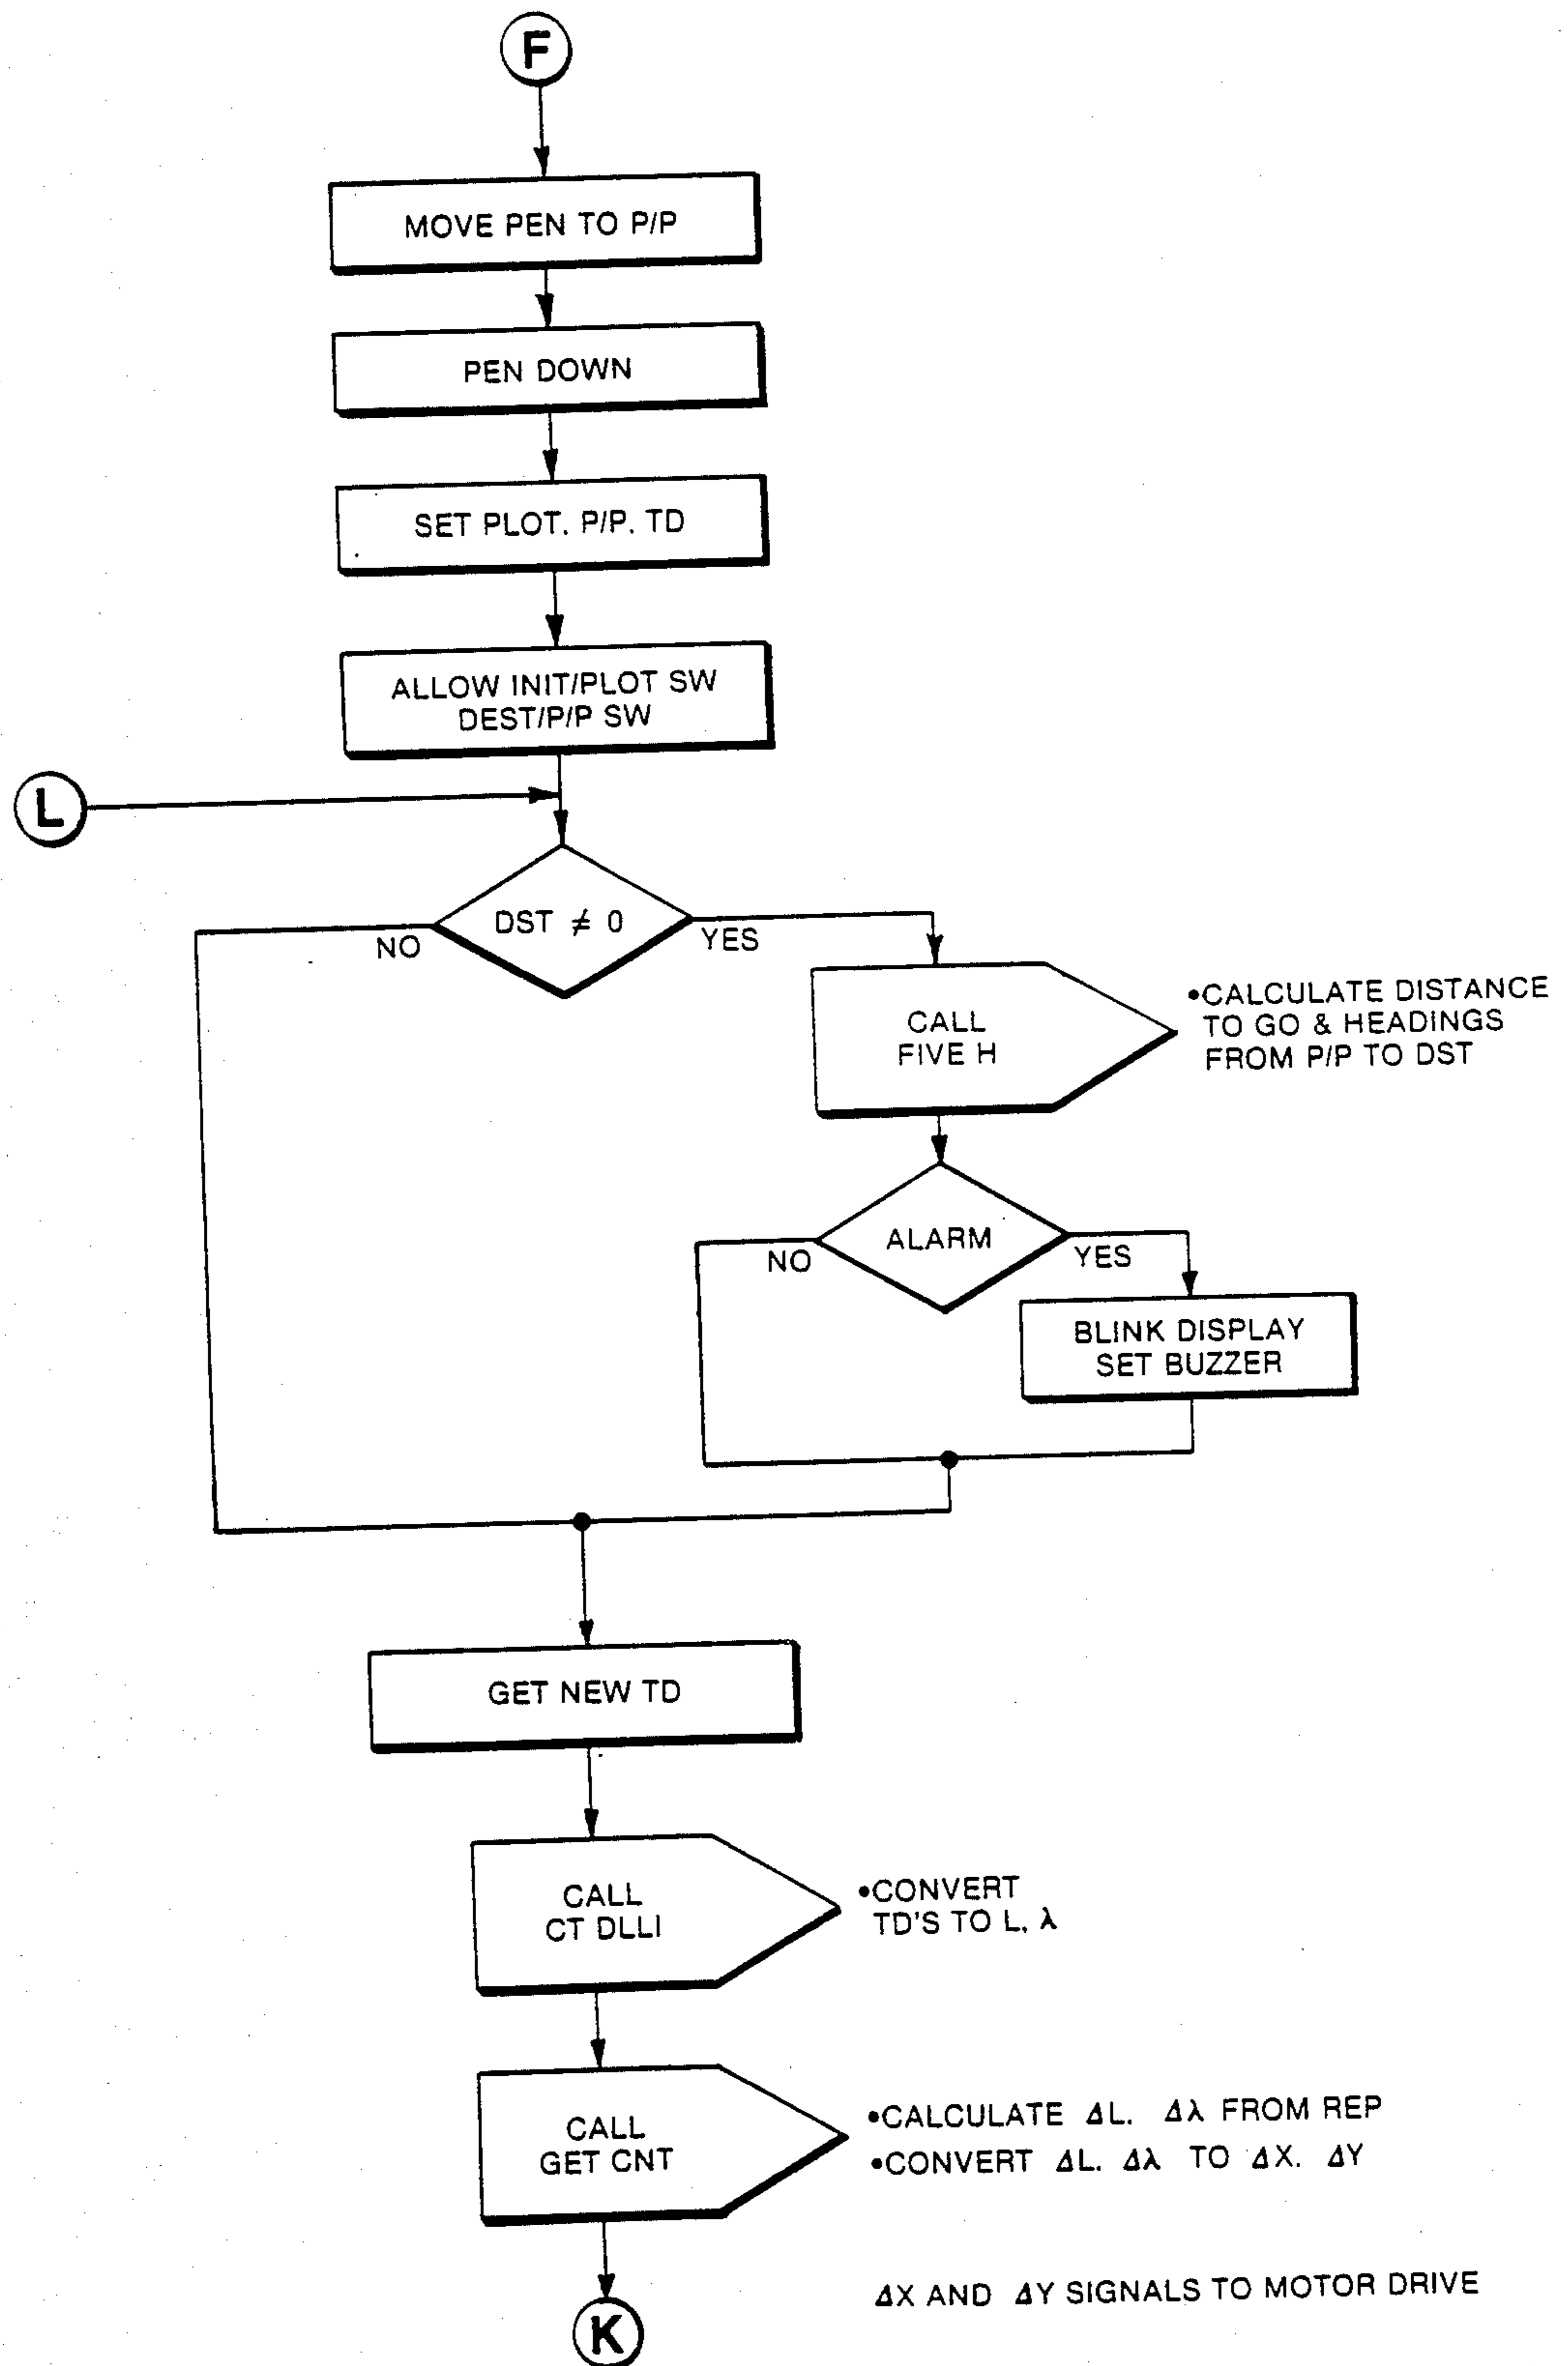 F
MOVE PEN TO P/P
PEN DOWN
SET PLOT. P/P. TD
ALLOW INIT/PLOT SW
DEST/P/P SW
L
DST ≠ 0
NO
YES
CALL
FIVE H
•CALCULATE DISTANCE
TO GO & HEADINGS
FROM P/P TO DST
ALARM
NO
YES
BLINK DISPLAY
SET BUZZER
GET NEW TD
CALL
CT DLLI
•CONVERT
TD'S TO L, λ
CALL
GET CNT
•CALCULATE ΔL. Δλ FROM REP
•CONVERT ΔL. Δλ TO ΔX. ΔY
ΔX AND ΔY SIGNALS TO MOTOR DRIVE
K